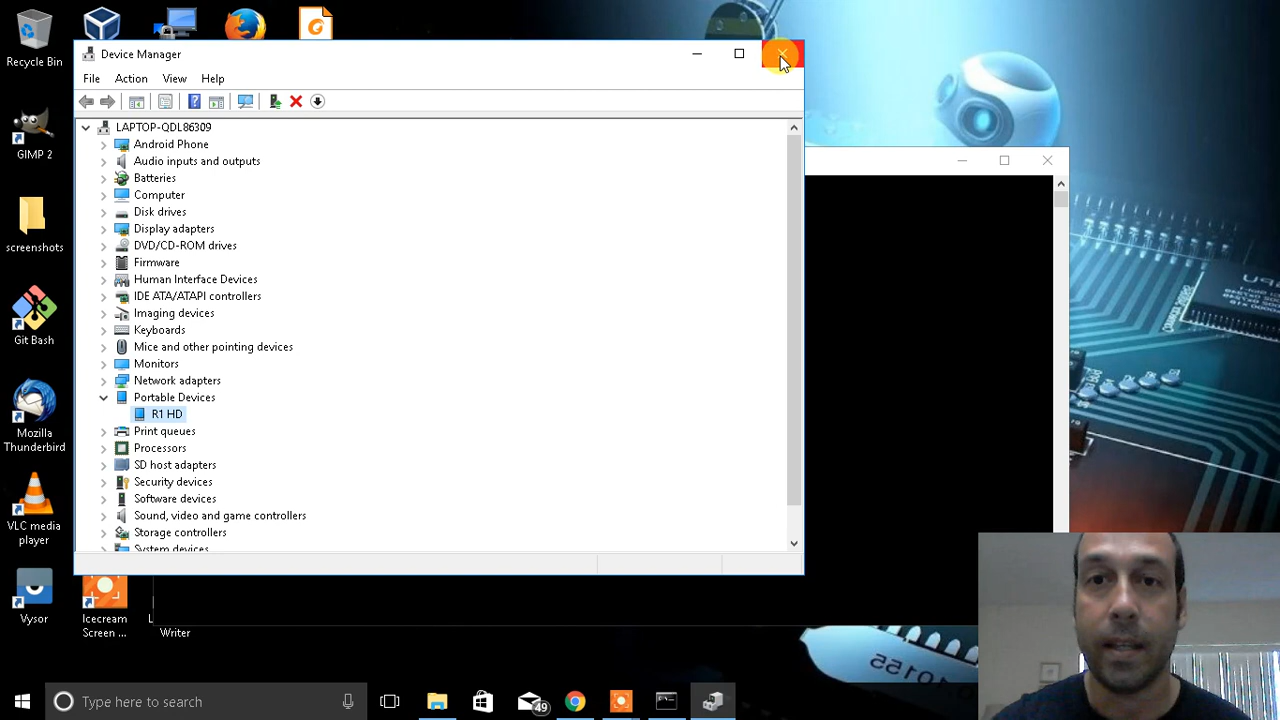 Recycle Bin
GIMP 2
screenshots
Git Bash
Mozilla
Thunderbird
VLC media
player
Vysor
Icecream
Screen ...
L
Writer
Device Manager
File Action View Help
LAPTOP-QDL86309
Android Phone
Audio inputs and outputs
Batteries
Computer
Disk drives
Display adapters
DVD/CD-ROM drives
Firmware
Human Interface Devices
IDE ATA/ATAPI controllers
Imaging devices
Keyboards
Mice and other pointing devices
Monitors
Network adapters
Portable Devices
R1 HD
Print queues
Processors
SD host adapters
Security devices
Software devices
Sound, video and game controllers
Storage controllers
System devices
Type here to search
49